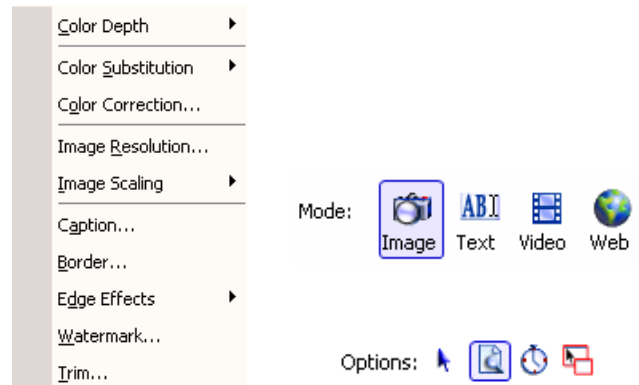 Color Depth
Color Substitution
Color Correction...
Image Resolution...
Image Scaling
Caption...
Border...
Edge Effects
Watermark...
Trim...
Mode:
ABI
Image Text Video Web
Options: